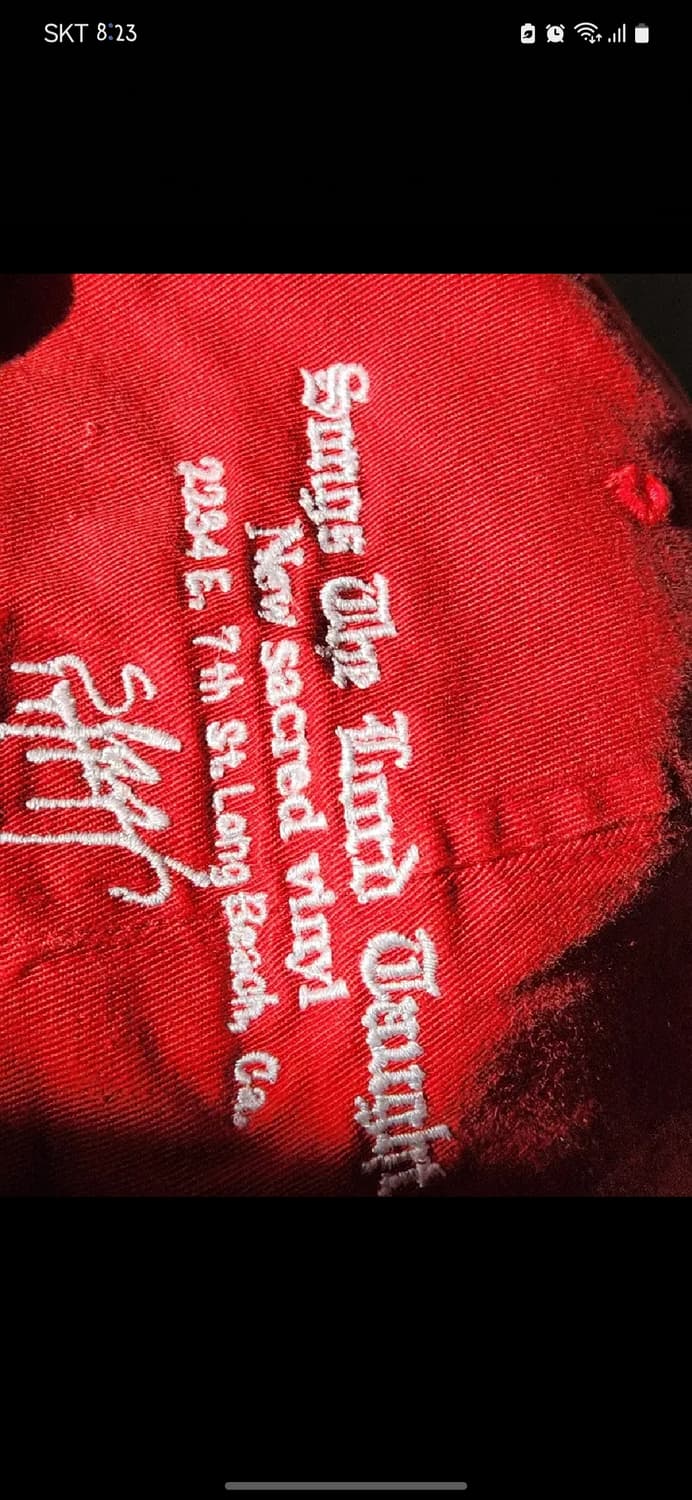 SKT 8:23
Songs The Lord Taught
New Sacred vinyl
2234 E. 7th St. Long Beach, Ca.